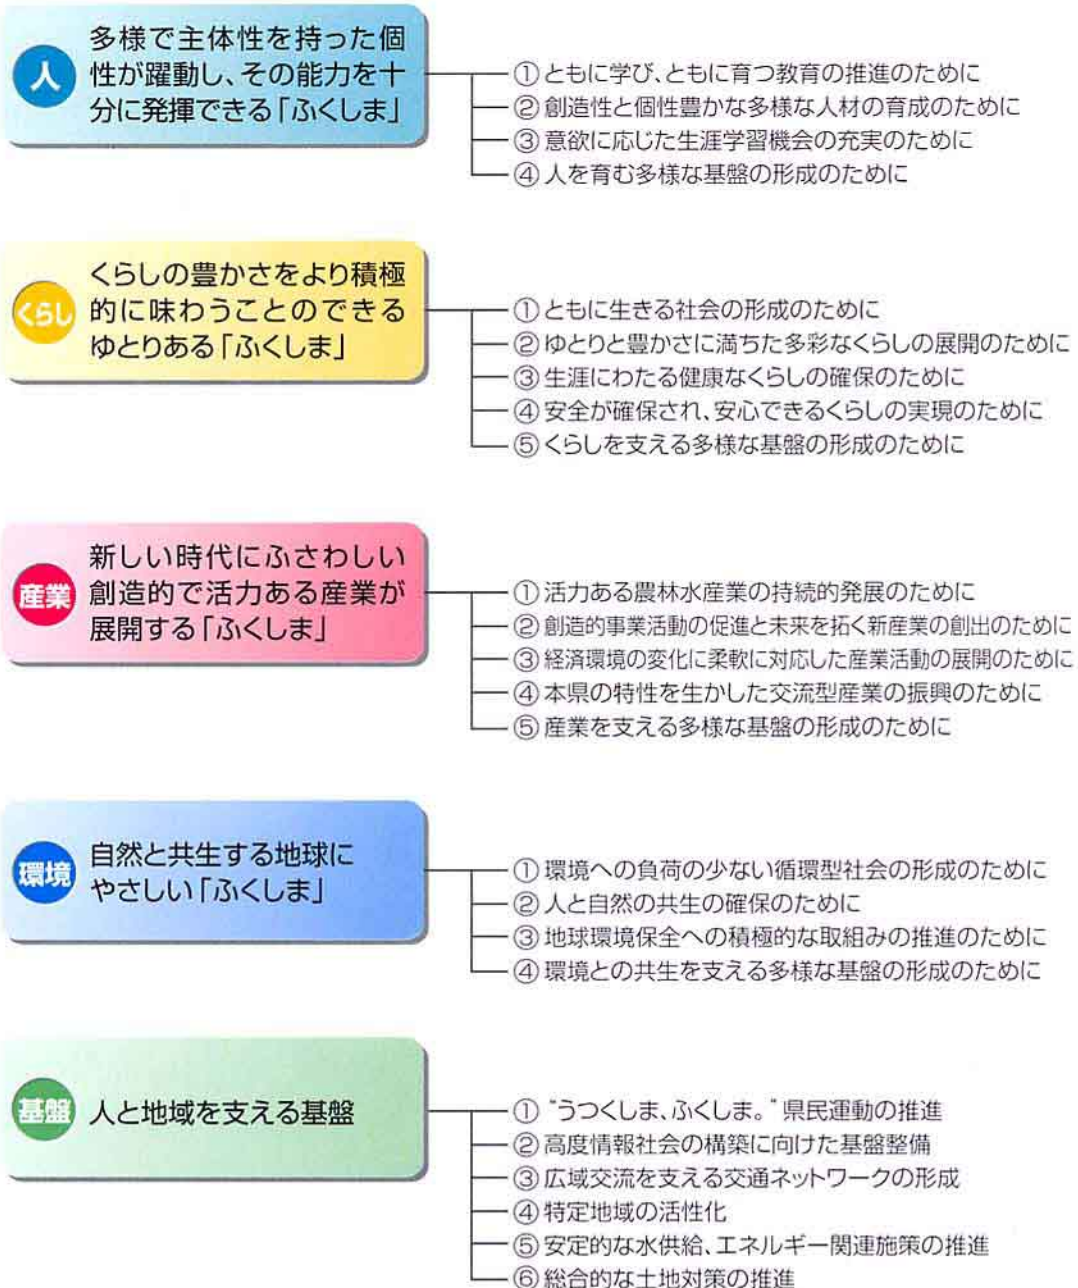 人
多様で主体性を持った個
性が躍動し、その能力を十
分に発揮できる「ふくしま」
①ともに学び、ともに育つ教育の推進のために
②創造性と個性豊かな多様な人材の育成のために
③意欲に応じた生涯学習機会の充実のために
④人を育む多様な基盤の形成のために
くらし
くらしの豊かさをより積極
的に味わうことのできる
ゆとりある「ふくしま」
①ともに生きる社会の形成のために
②ゆとりと豊かさに満ちた多彩なくらしの展開のために
③生涯にわたる健康なくらしの確保のために
④安全が確保され、安心できるくらしの実現のために
⑤くらしを支える多様な基盤の形成のために
産業
新しい時代にふさわしい
創造的で活力ある産業が
展開する「ふくしま」
①活力ある農林水産業の持続的発展のために
②創造的事業活動の促進と未来を拓く新産業の創出のために
③経済環境の変化に柔軟に対応した産業活動の展開のために
④本県の特性を生かした交流型産業の振興のために
⑤産業を支える多様な基盤の形成のために
環境
自然と共生する地球に
やさしい「ふくしま」
①環境への負荷の少ない循環型社会の形成のために
②人と自然の共生の確保のために
③地球環境保全への積極的な取組みの推進のために
④環境との共生を支える多様な基盤の形成のために
基盤
人と地域を支える基盤
①“うつくしま、ふくしま。”県民運動の推進
②高度情報社会の構築に向けた基盤整備
③広域交流を支える交通ネットワークの形成
④特定地域の活性化
⑤安定的な水供給、エネルギー関連施策の推進
⑥総合的な土地対策の推進